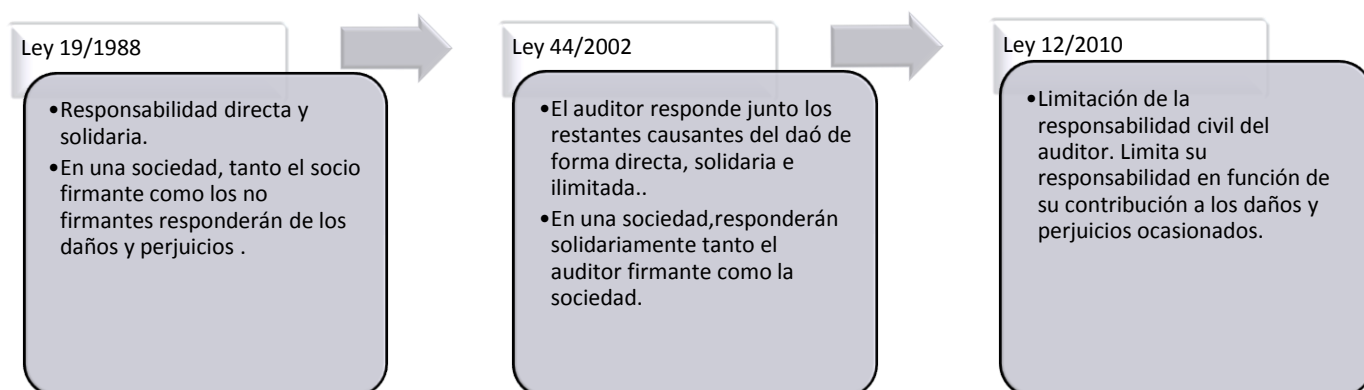 Ley 19/1988
•Responsabilidad directa y
solidaria.
•En una sociedad, tanto el socio
firmante como los no
firmantes responderán de los
daños y perjuicios .
Ley 44/2002
•El auditor responde junto los
restantes causantes del daó de
forma directa, solidaria e
ilimitada..
•En una sociedad,responderán
solidariamente tanto el
auditor firmante como la
sociedad.
Ley 12/2010
•Limitación de la
responsabilidad civil del
auditor. Limita su
responsabilidad en función de
su contribución a los daños y
perjuicios ocasionados.